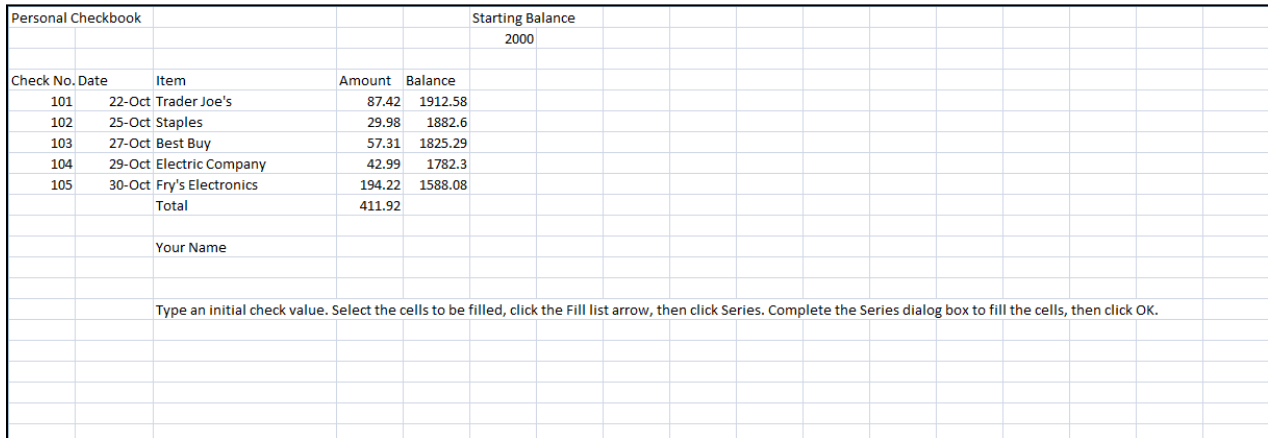 Personal Checkbook Starting Balance
2000
Check No. Date Item Amount Balance
101 22-Oct Trader Joe's 87.42 1912.58
102 25-Oct Staples 29.98 1882.6
103 27-Oct Best Buy 57.31 1825.29
104 29-Oct Electric Company 42.99 1782.3
105 30-Oct Fry's Electronics 194.22 1588.08
Total 411.92
Your Name
Type an initial check value. Select the cells to be filled, click the Fill list arrow, then click Series. Complete the Series dialog box to fill the cells, then click OK.